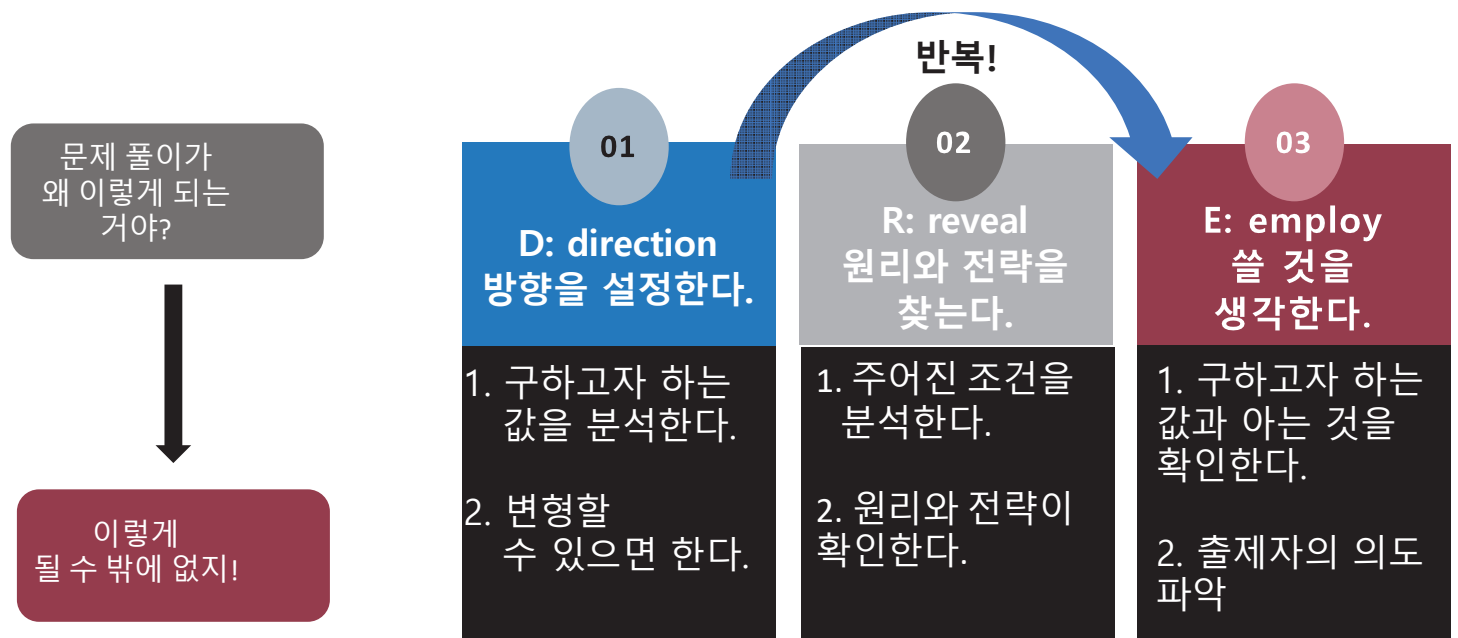 문제 풀이가
왜 이렇게 되는
거야?
이렇게
될 수 밖에 없지!
반복!
01
D: direction
방향을 설정한다.
1. 구하고자 하는
값을 분석한다.
2. 변형할
수 있으면 한다.
02
R: reveal
원리와 전략을
찾는다.
1. 주어진 조건을
분석한다.
2. 원리와 전략이
확인한다.
03
E: employ
쓸 것을
생각한다.
1. 구하고자 하는
값과 아는 것을
확인한다.
2. 출제자의 의도
파악